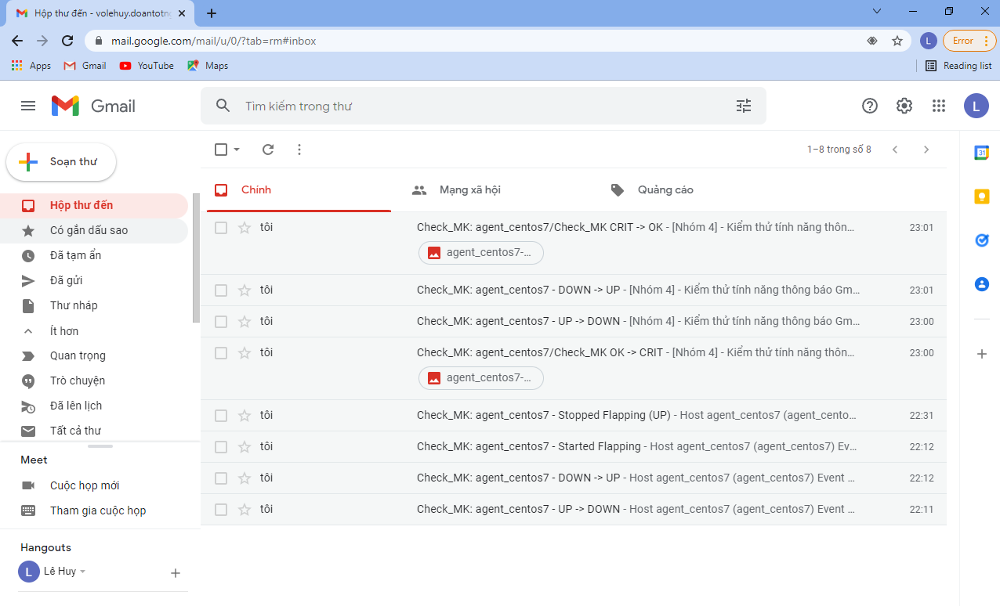 Hộp thư đến - volehuy.doantotng
mail.google.com/mail/u/0/?tab=rm#inbox
L
Error
Apps
Gmail
YouTube
Maps
Reading list
Gmail
Tìm kiếm trong thư
L
Soạn thư
1–8 trong số 8
31
Hộp thư đến
Có gắn dấu sao
Đã tạm ẩn
Đã gửi
Thư nháp
Ít hơn
Quan trọng
Trò chuyện
Đã lên lịch
Tất cả thư
Meet
Cuộc họp mới
Tham gia cuộc họp
Hangouts
L Lê Huy
Chính
Mạng xã hội
Quảng cáo
tôi Check_MK: agent_centos7/Check_MK CRIT -> OK - [Nhóm 4] - Kiểm thử tính năng thôn... 23:01
agent_centos7-...
tôi Check_MK: agent_centos7 - DOWN -> UP - [Nhóm 4] - Kiểm thử tính năng thông báo Gm... 23:01
tôi Check_MK: agent_centos7 - UP -> DOWN - [Nhóm 4] - Kiểm thử tính năng thông báo Gm... 23:00
tôi Check_MK: agent_centos7/Check_MK OK -> CRIT - [Nhóm 4] - Kiểm thử tính năng thôn... 23:00
agent_centos7-...
tôi Check_MK: agent_centos7 - Stopped Flapping (UP) - Host agent_centos7 (agent_cento... 22:31
tôi Check_MK: agent_centos7 - Started Flapping - Host agent_centos7 (agent_centos7) Ev... 22:12
tôi Check_MK: agent_centos7 - DOWN -> UP - Host agent_centos7 (agent_centos7) Event ... 22:12
tôi Check_MK: agent_centos7 - UP -> DOWN - Host agent_centos7 (agent_centos7) Event ... 22:11